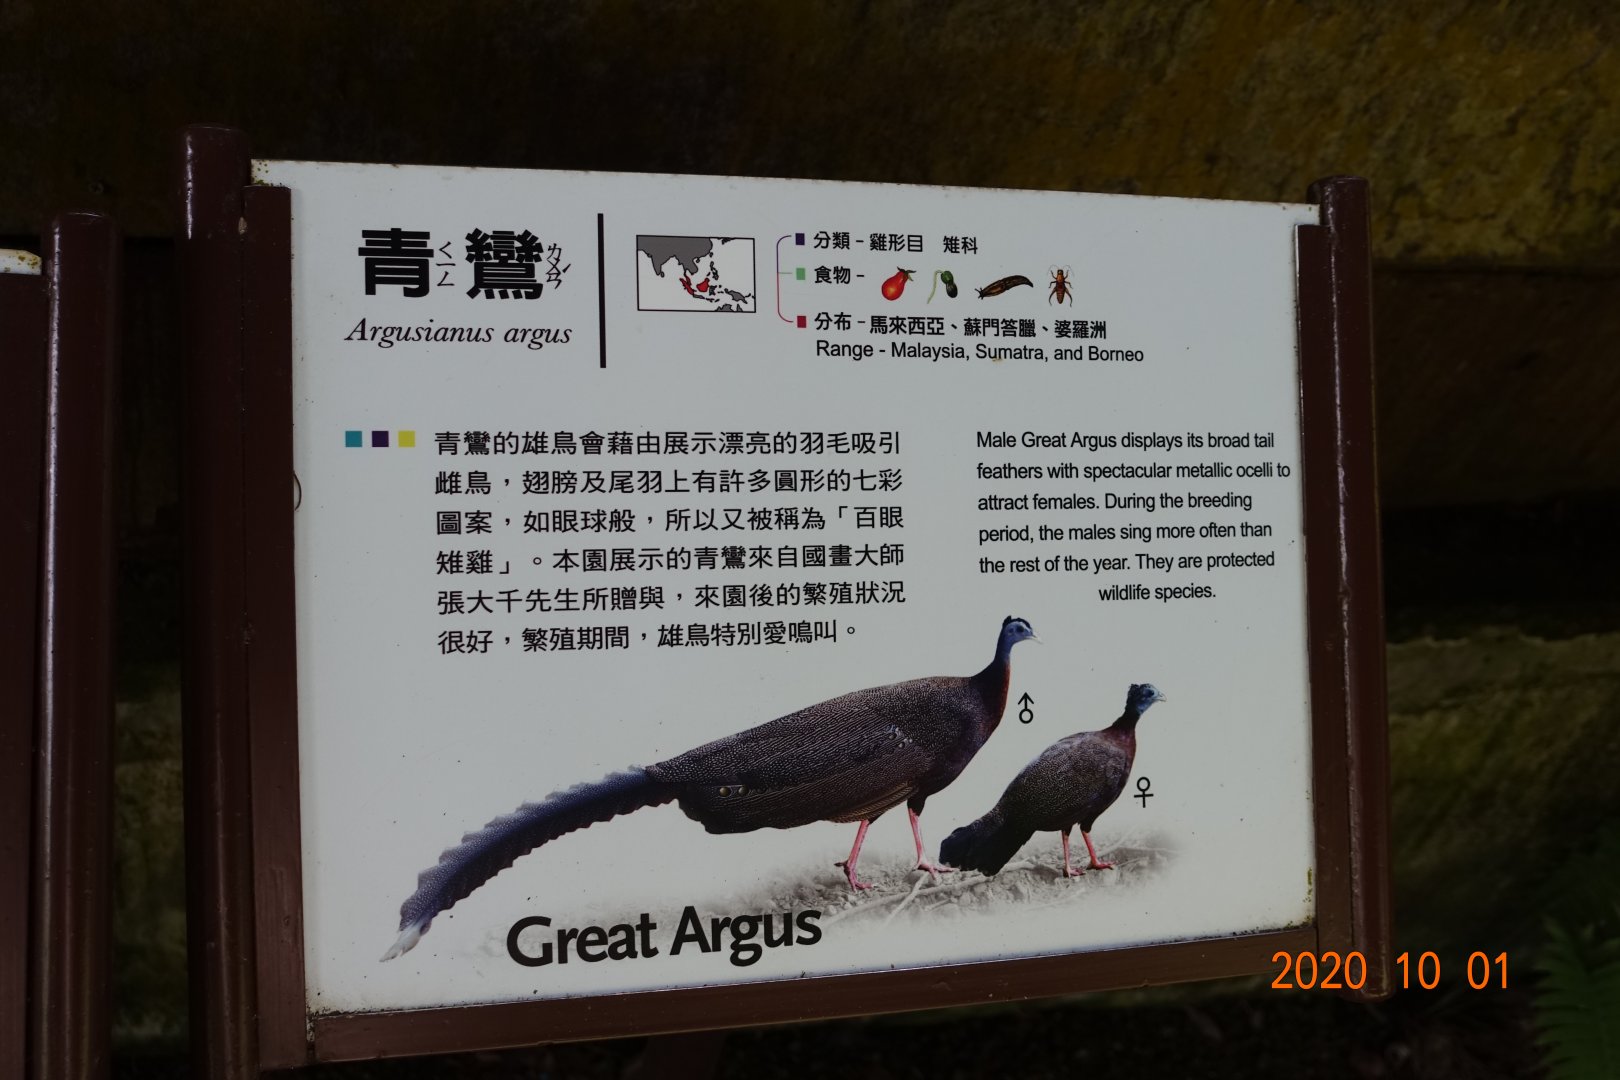 青ㄑㄧㄥ鸞ㄌㄨㄢˊ
Argusianus argus
分類－雞形目　雉科
食物－
分布－馬來西亞、蘇門答臘、婆羅洲
Range - Malaysia, Sumatra, and Borneo
青鸞的雄鳥會藉由展示漂亮的羽毛吸引
雌鳥，翅膀及尾羽上有許多圓形的七彩
圖案，如眼球般，所以又被稱為「百眼
雉雞」。本園展示的青鸞來自國畫大師
張大千先生所贈與，來園後的繁殖狀況
很好，繁殖期間，雄鳥特別愛鳴叫。
Male Great Argus displays its broad tail
feathers with spectacular metallic ocelli to
attract females. During the breeding
period, the males sing more often than
the rest of the year. They are protected
wildlife species.
♂
♀
Great Argus
2020 10 01